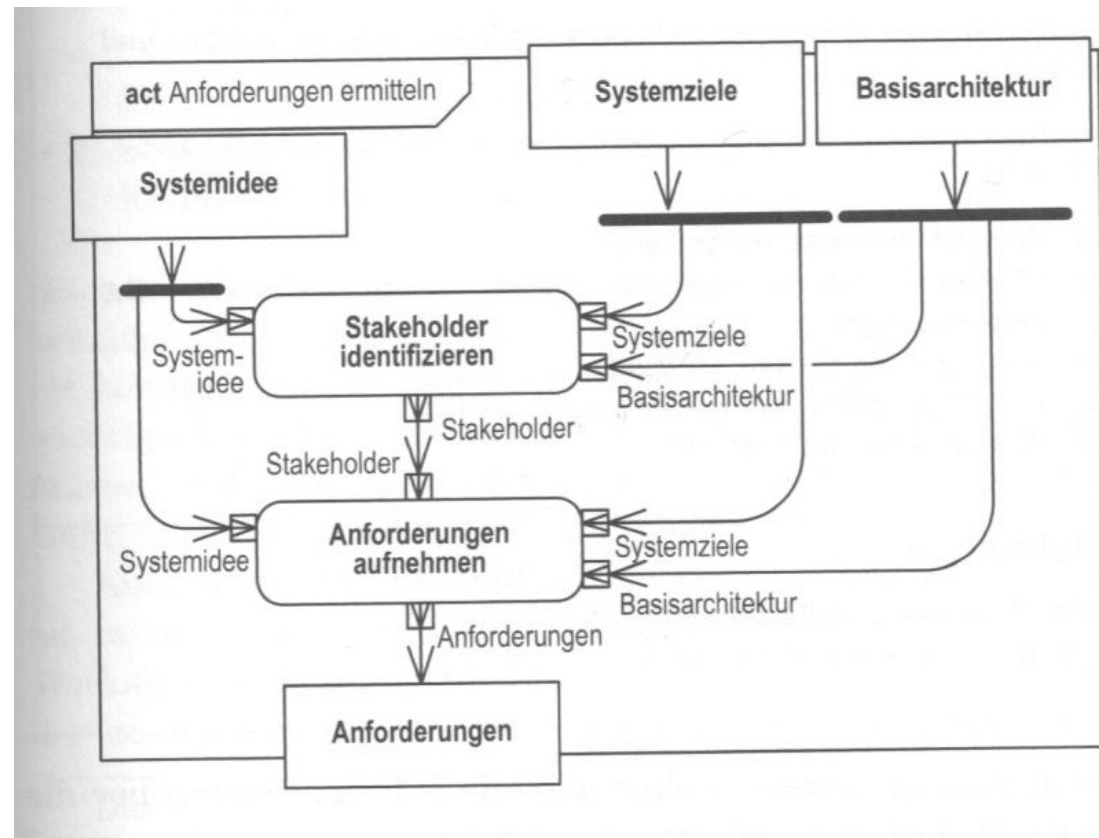 act Anforderungen ermitteln
Systemziele
Basisarchitektur
Systemidee
Stakeholder
identifizieren
System-
idee
Systemziele
Basisarchitektur
Stakeholder
Stakeholder
Anforderungen
aufnehmen
Systemidee
Systemziele
Basisarchitektur
Anforderungen
Anforderungen